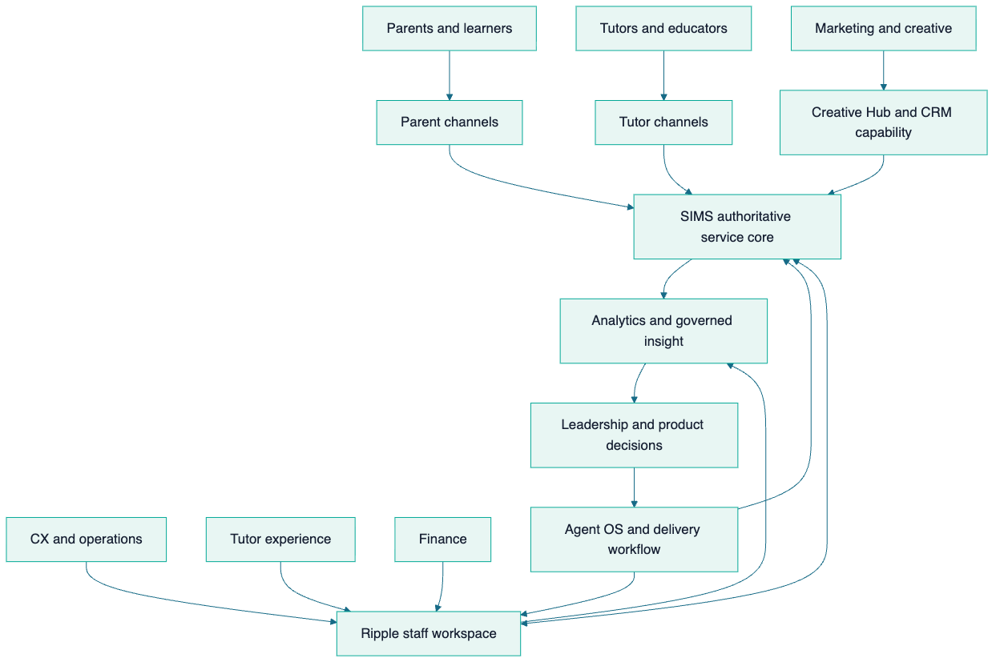 Parents and learners
Tutors and educators
Marketing and creative
Parent channels
Tutor channels
Creative Hub and CRM
capability
SIMS authoritative
service core
Analytics and governed
insight
Leadership and product
decisions
Agent OS and delivery
workflow
CX and operations
Tutor experience
Finance
Ripple staff workspace